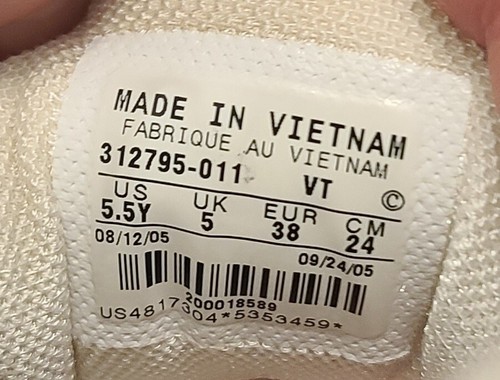 MADE IN VIETNAM
FABRIQUE AU VIETNAM
312795-011 VT ©
US UK EUR CM
5.5Y 5 38 24
08/12/05 09/24/05
200018589
US4817304*5353459*